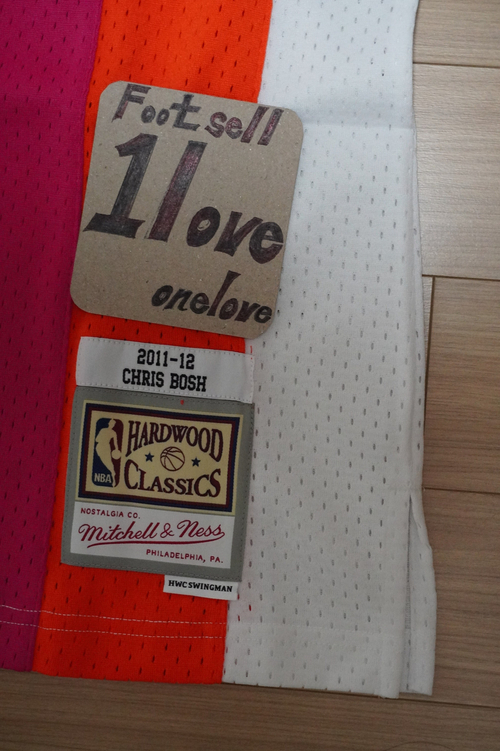 Foot sell
1love
onelove
2011-12
CHRIS BOSH
HARDWOOD
NBA
CLASSICS
NOSTALGIA CO.
Mitchell & Ness
PHILADELPHIA, PA.
HWC SWINGMAN